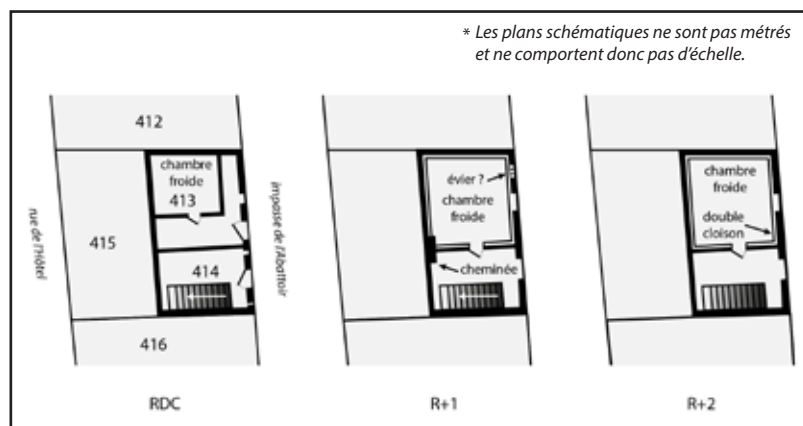 * Les plans schématiques ne sont pas métrés
et ne comportent donc pas d'échelle.
412
chambre
froide
413
415
414
416
rue de l'Hôtel
impasse de l'Abattoir
RDC
évier ?
chambre
froide
cheminée
R+1
chambre
froide
double
cloison
R+2